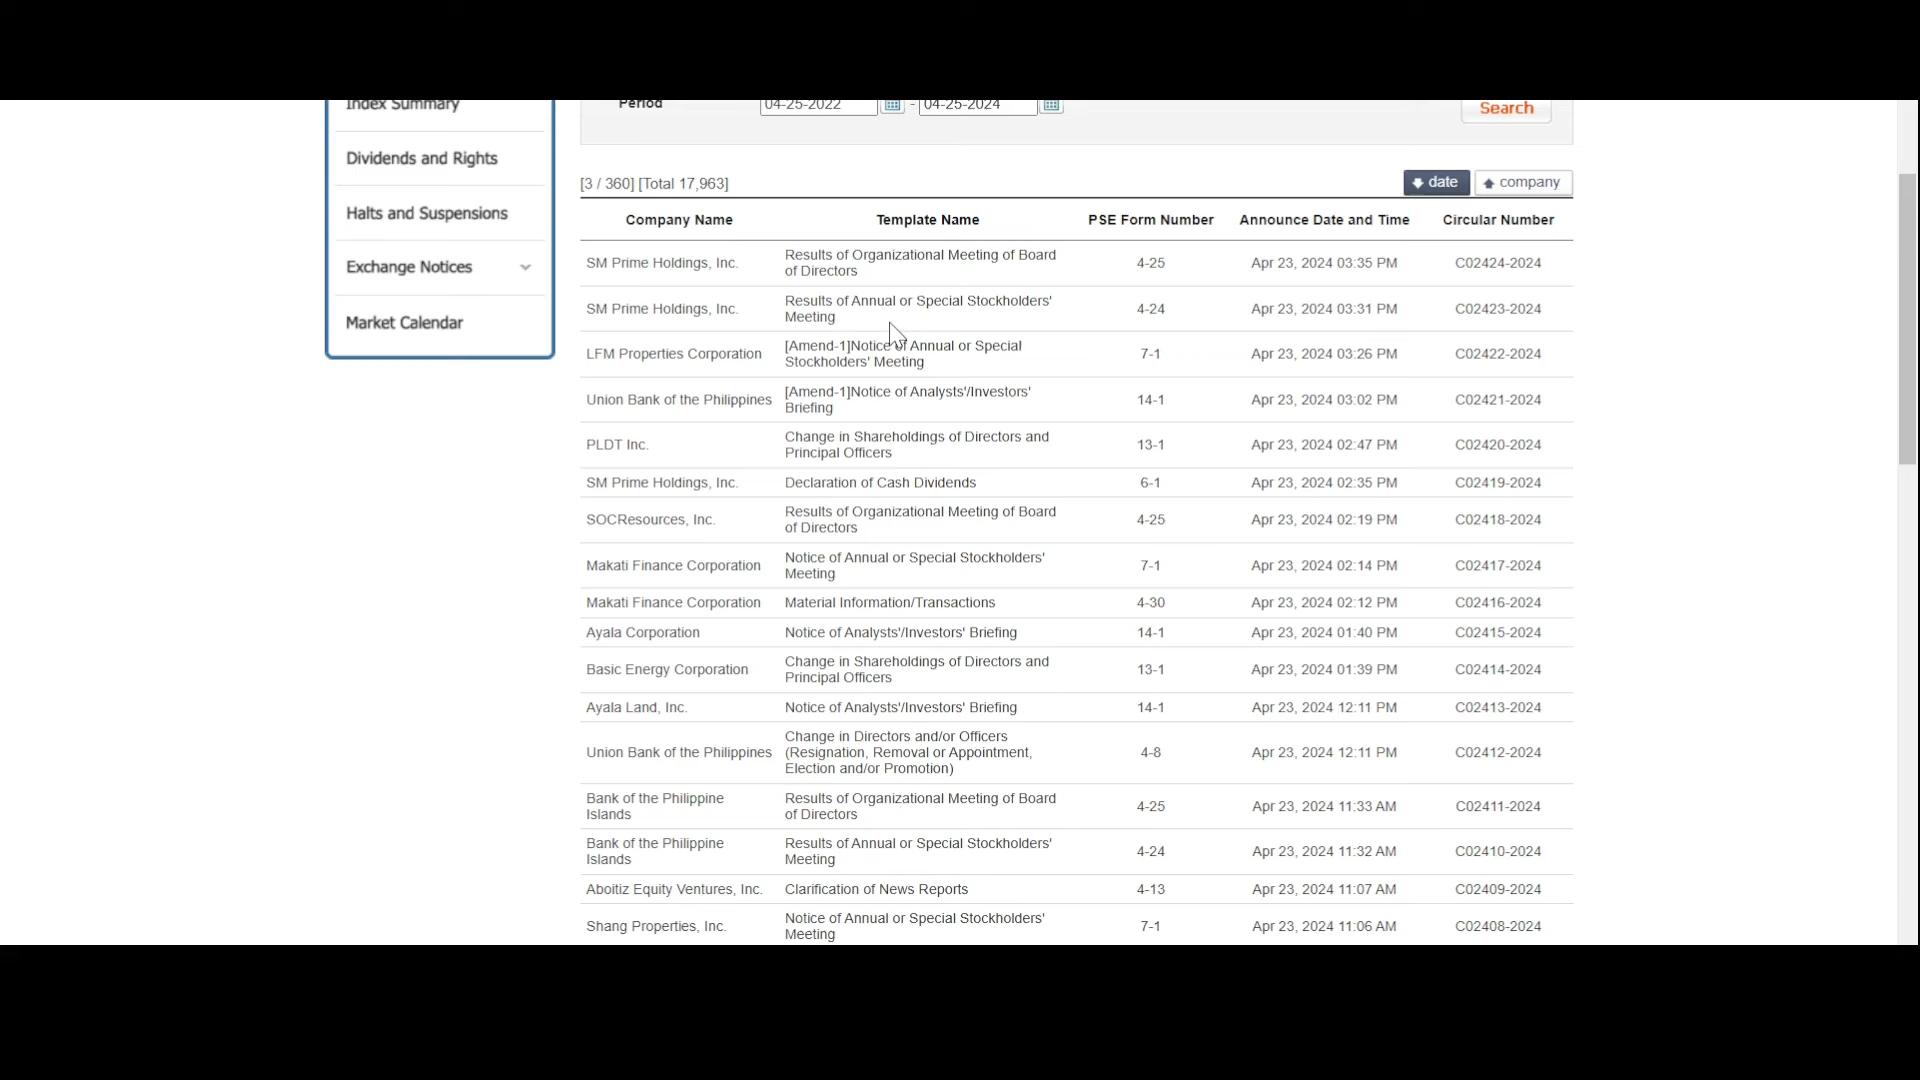 Index Summary
Dividends and Rights
Halts and Suspensions
Exchange Notices
Market Calendar
Period 04-25-2022 - 04-25-2024 Search
[3 / 360] [Total 17,963] date company
Company Name Template Name PSE Form Number Announce Date and Time Circular Number
SM Prime Holdings, Inc. Results of Organizational Meeting of Board 4-25 Apr 23, 2024 03:35 PM C02424-2024
of Directors
SM Prime Holdings, Inc. Results of Annual or Special Stockholders' 4-24 Apr 23, 2024 03:31 PM C02423-2024
Meeting
LFM Properties Corporation [Amend-1]Notice of Annual or Special 7-1 Apr 23, 2024 03:26 PM C02422-2024
Stockholders' Meeting
Union Bank of the Philippines [Amend-1]Notice of Analysts'/Investors' 14-1 Apr 23, 2024 03:02 PM C02421-2024
Briefing
PLDT Inc. Change in Shareholdings of Directors and 13-1 Apr 23, 2024 02:47 PM C02420-2024
Principal Officers
SM Prime Holdings, Inc. Declaration of Cash Dividends 6-1 Apr 23, 2024 02:35 PM C02419-2024
SOCResources, Inc. Results of Organizational Meeting of Board 4-25 Apr 23, 2024 02:19 PM C02418-2024
of Directors
Makati Finance Corporation Notice of Annual or Special Stockholders' 7-1 Apr 23, 2024 02:14 PM C02417-2024
Meeting
Makati Finance Corporation Material Information/Transactions 4-30 Apr 23, 2024 02:12 PM C02416-2024
Ayala Corporation Notice of Analysts'/Investors' Briefing 14-1 Apr 23, 2024 01:40 PM C02415-2024
Basic Energy Corporation Change in Shareholdings of Directors and 13-1 Apr 23, 2024 01:39 PM C02414-2024
Principal Officers
Ayala Land, Inc. Notice of Analysts'/Investors' Briefing 14-1 Apr 23, 2024 12:11 PM C02413-2024
Union Bank of the Philippines Change in Directors and/or Officers 4-8 Apr 23, 2024 12:11 PM C02412-2024
(Resignation, Removal or Appointment,
Election and/or Promotion)
Bank of the Philippine Results of Organizational Meeting of Board 4-25 Apr 23, 2024 11:33 AM C02411-2024
Islands of Directors
Bank of the Philippine Results of Annual or Special Stockholders' 4-24 Apr 23, 2024 11:32 AM C02410-2024
Islands Meeting
Aboitiz Equity Ventures, Inc. Clarification of News Reports 4-13 Apr 23, 2024 11:07 AM C02409-2024
Shang Properties, Inc. Notice of Annual or Special Stockholders' 7-1 Apr 23, 2024 11:06 AM C02408-2024
Meeting